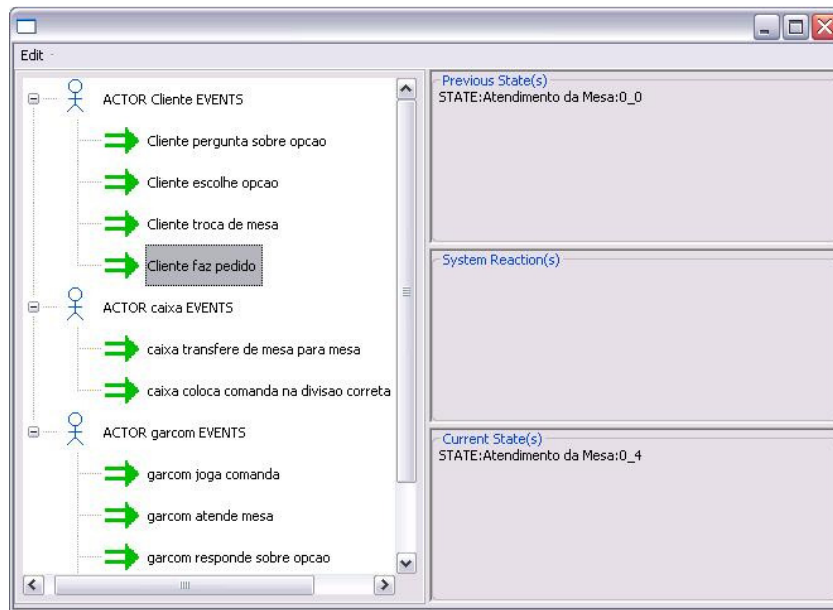 Edit
ACTOR Cliente EVENTS
Cliente pergunta sobre opcao
Cliente escolhe opcao
Cliente troca de mesa
Cliente faz pedido
ACTOR caixa EVENTS
caixa transfere de mesa para mesa
caixa coloca comanda na divisao correta
ACTOR garcom EVENTS
garcom joga comanda
garcom atende mesa
garcom responde sobre opcao
Previous State(s)
STATE:Atendimento da Mesa:0_0
System Reaction(s)
Current State(s)
STATE:Atendimento da Mesa:0_4